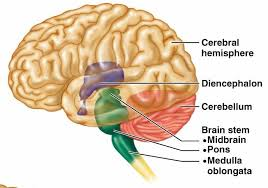 Cerebral
hemisphere
Diencephalon
Cerebellum
Brain stem
•Midbrain
•Pons
•Medulla
oblongata